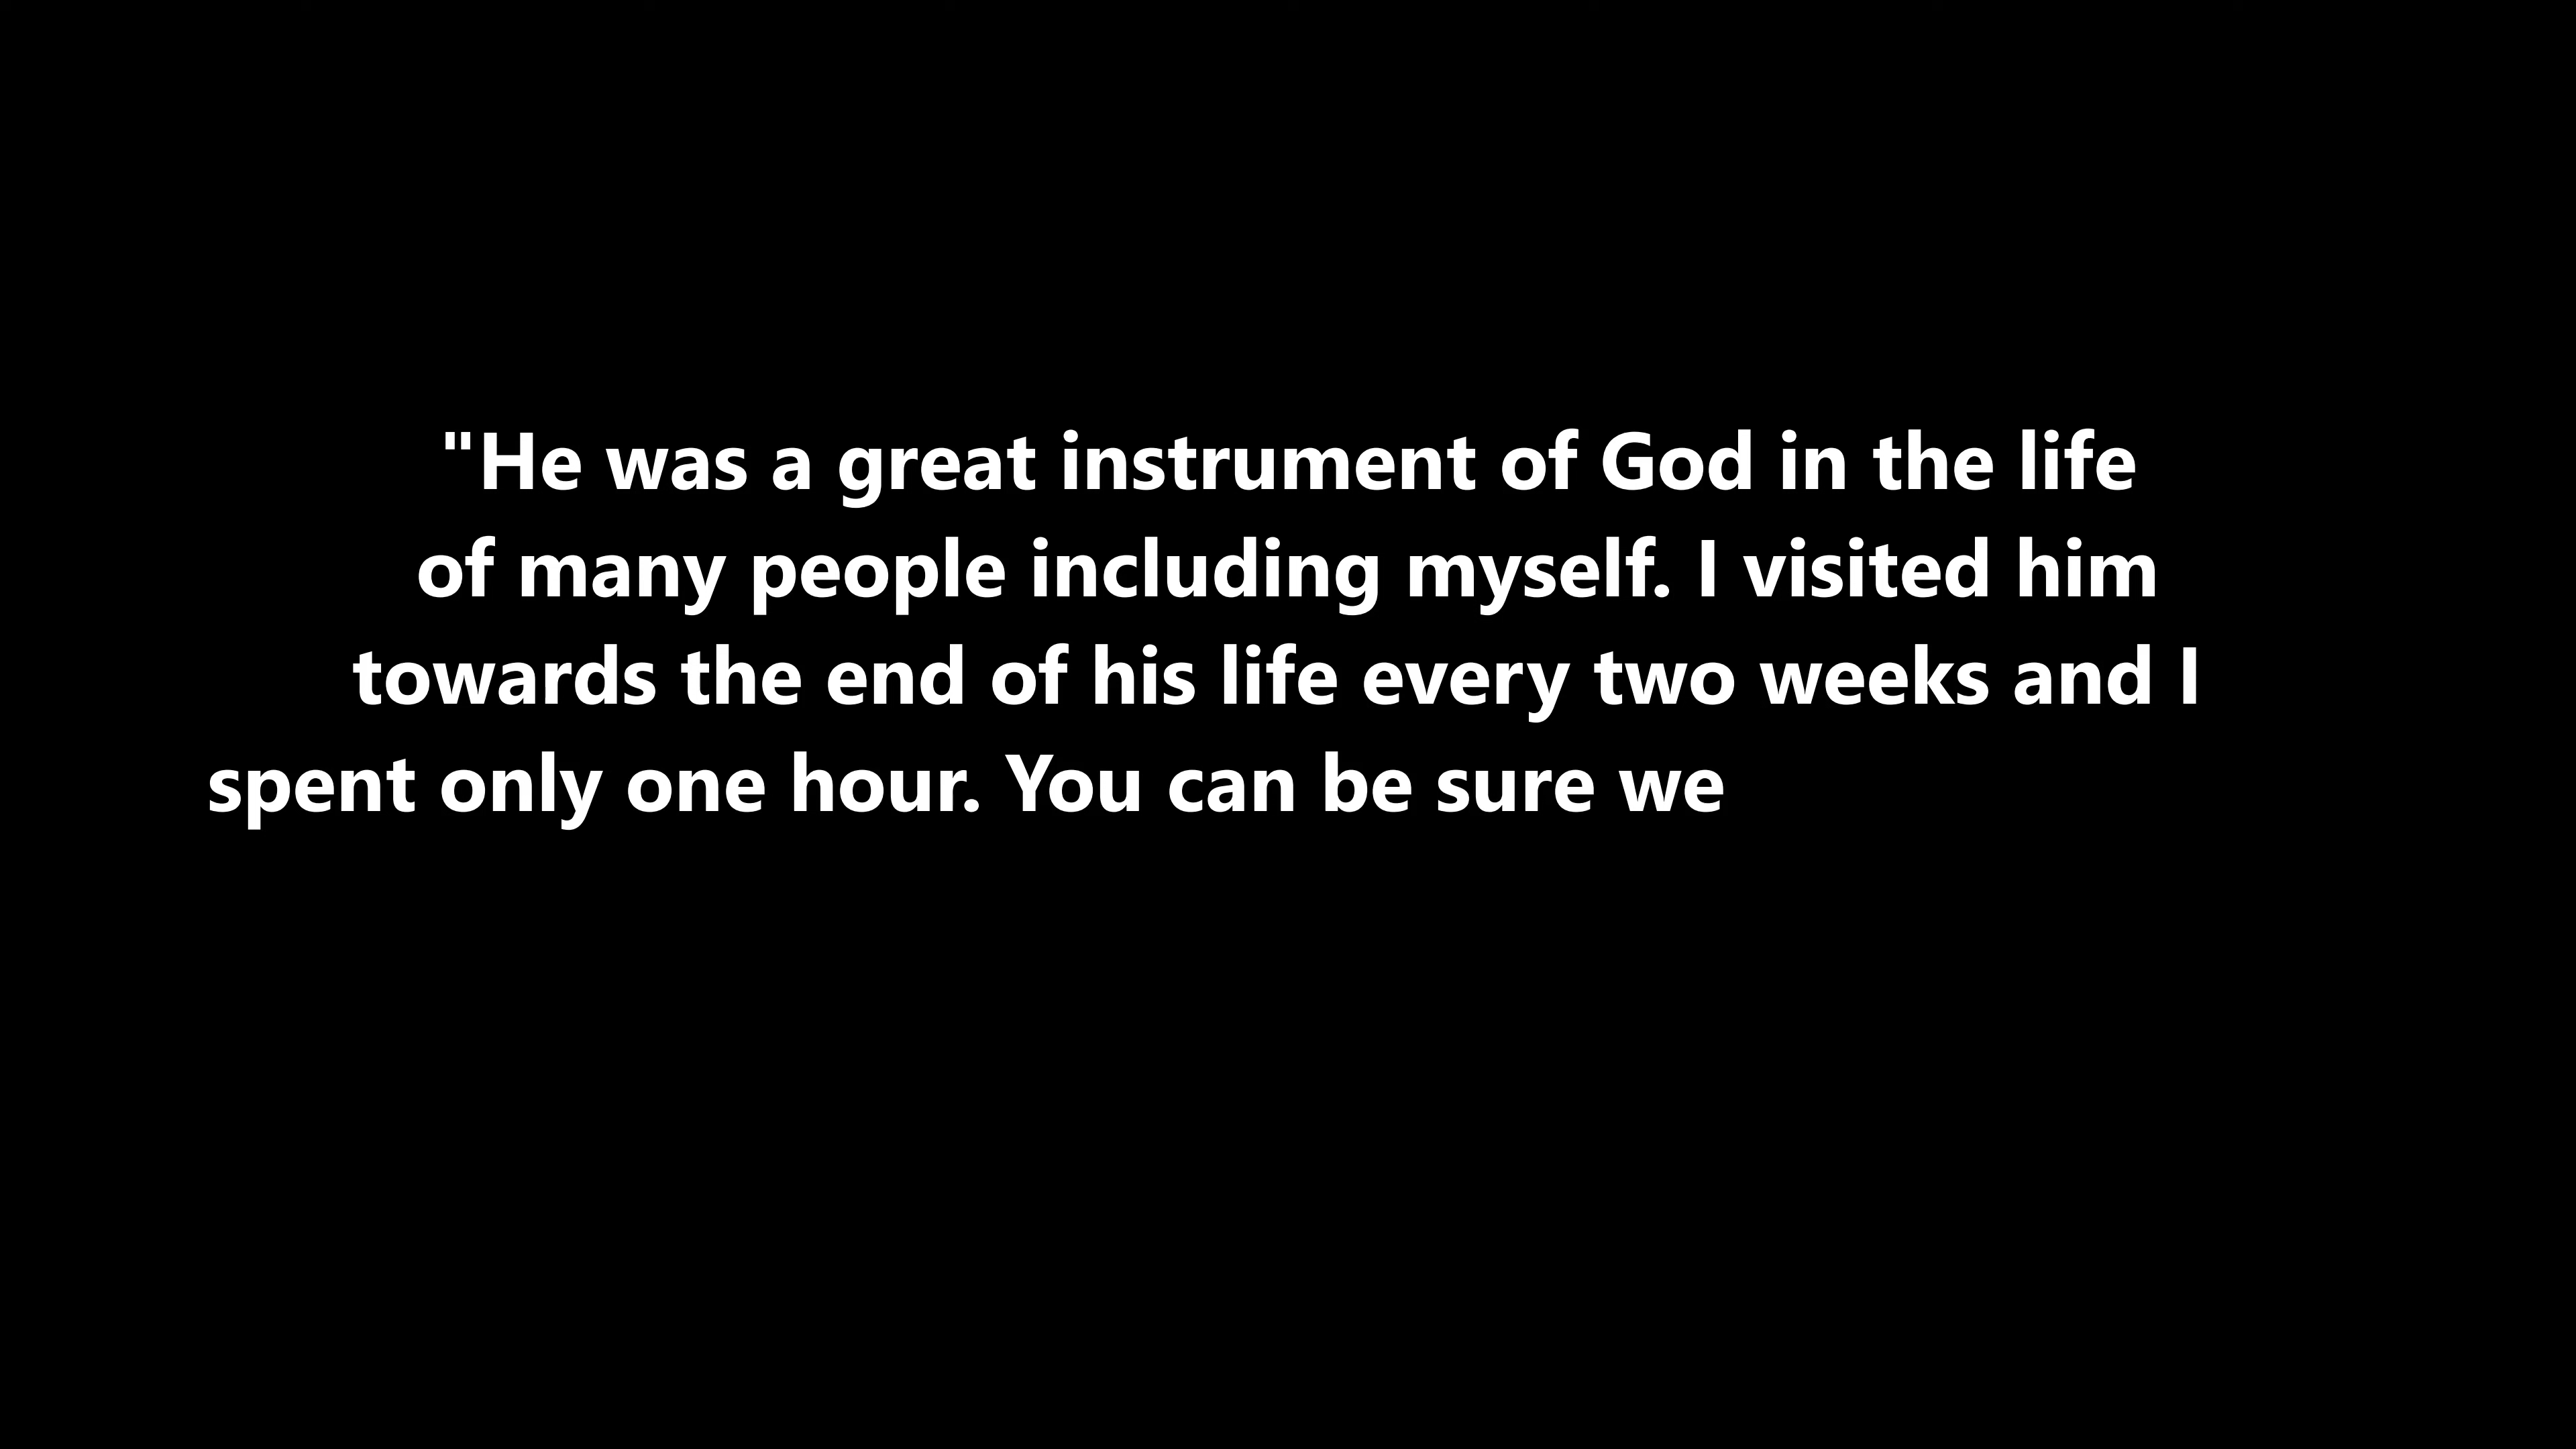 "He was a great instrument of God in the life
of many people including myself. I visited him
towards the end of his life every two weeks and I
spent only one hour. You can be sure we